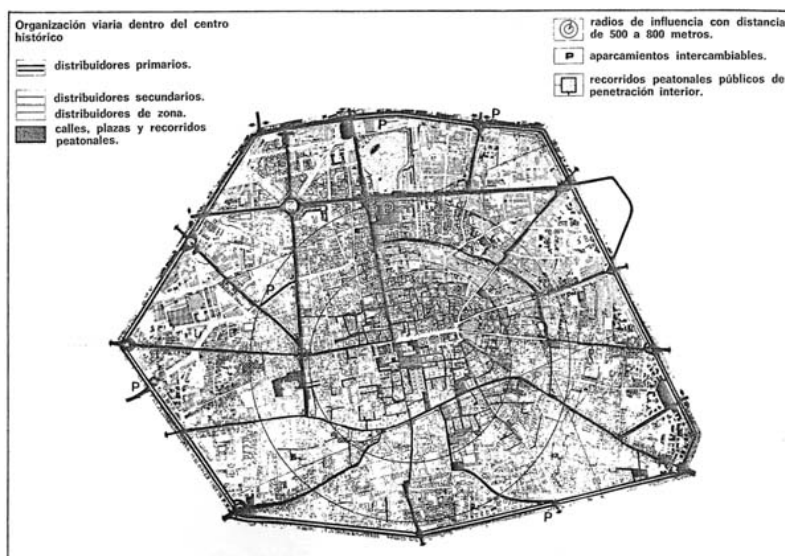 Organización viaria dentro del centro
histórico
distribuidores primarios.
distribuidores secundarios.
distribuidores de zona.
calles, plazas y recorridos
peatonales.
radios de influencia con distancia
de 500 a 800 metros.
P aparcamientos intercambiables.
recorridos peatonales públicos de
penetración interior.
P
P
P
P
P